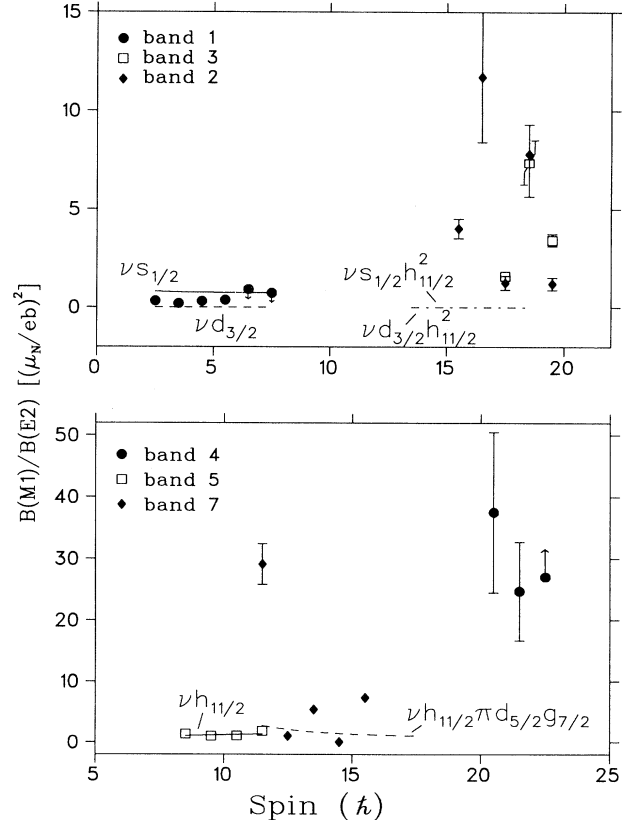 15
● band 1
□ band 3
♦ band 2
10
5
νs1/2
νs1/2h²11/2
0
νd3/2
νd3/2h²11/2
0 5 10 15 20
B(M1)/B(E2) [(μN/eb)²]
50
● band 4
□ band 5
♦ band 7
40
30
20
10
νh11/2
νh11/2πd5/2g7/2
0
5 10 15 20 25
Spin (ℏ)